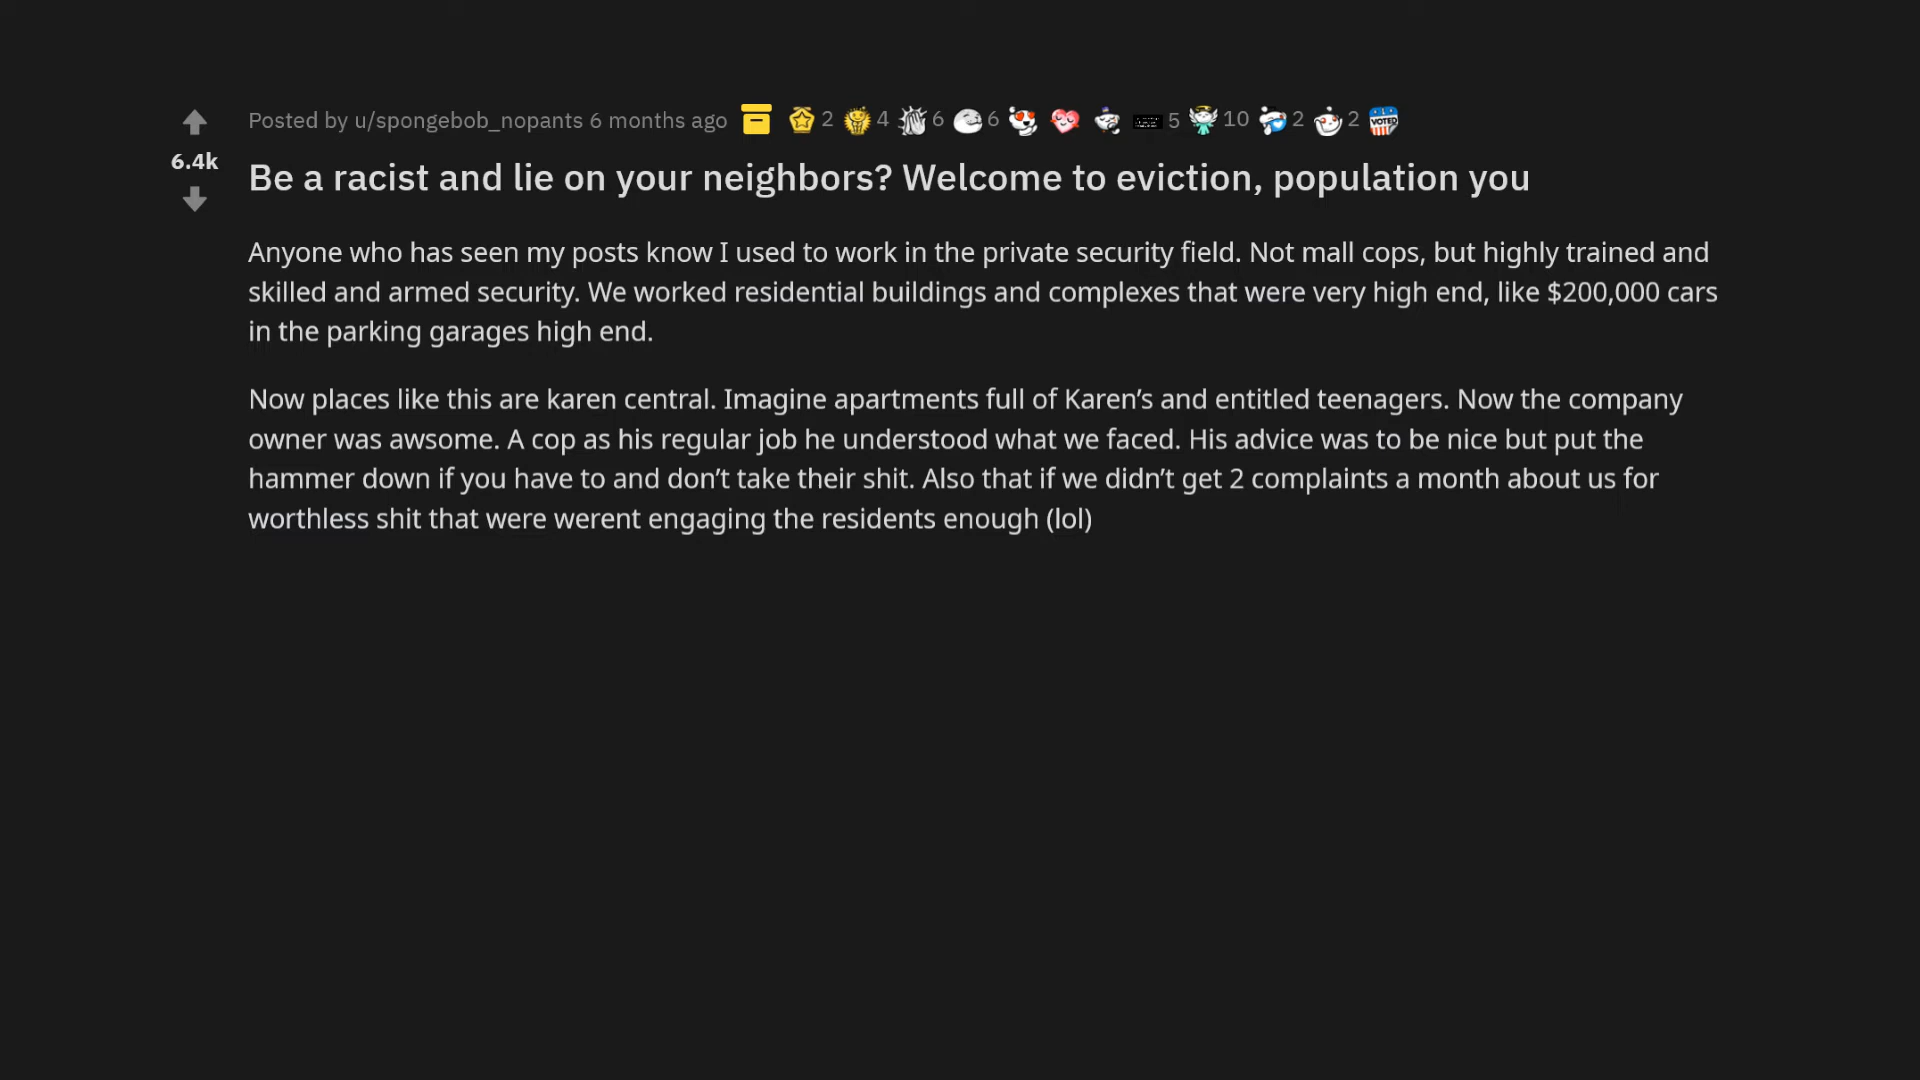 Posted by u/spongebob_nopants 6 months ago 2 4 6 6 5 10 2 2 VOTED
6.4k
Be a racist and lie on your neighbors? Welcome to eviction, population you
Anyone who has seen my posts know I used to work in the private security field. Not mall cops, but highly trained and
skilled and armed security. We worked residential buildings and complexes that were very high end, like $200,000 cars
in the parking garages high end.
Now places like this are karen central. Imagine apartments full of Karen’s and entitled teenagers. Now the company
owner was awsome. A cop as his regular job he understood what we faced. His advice was to be nice but put the
hammer down if you have to and don’t take their shit. Also that if we didn’t get 2 complaints a month about us for
worthless shit that were werent engaging the residents enough (lol)